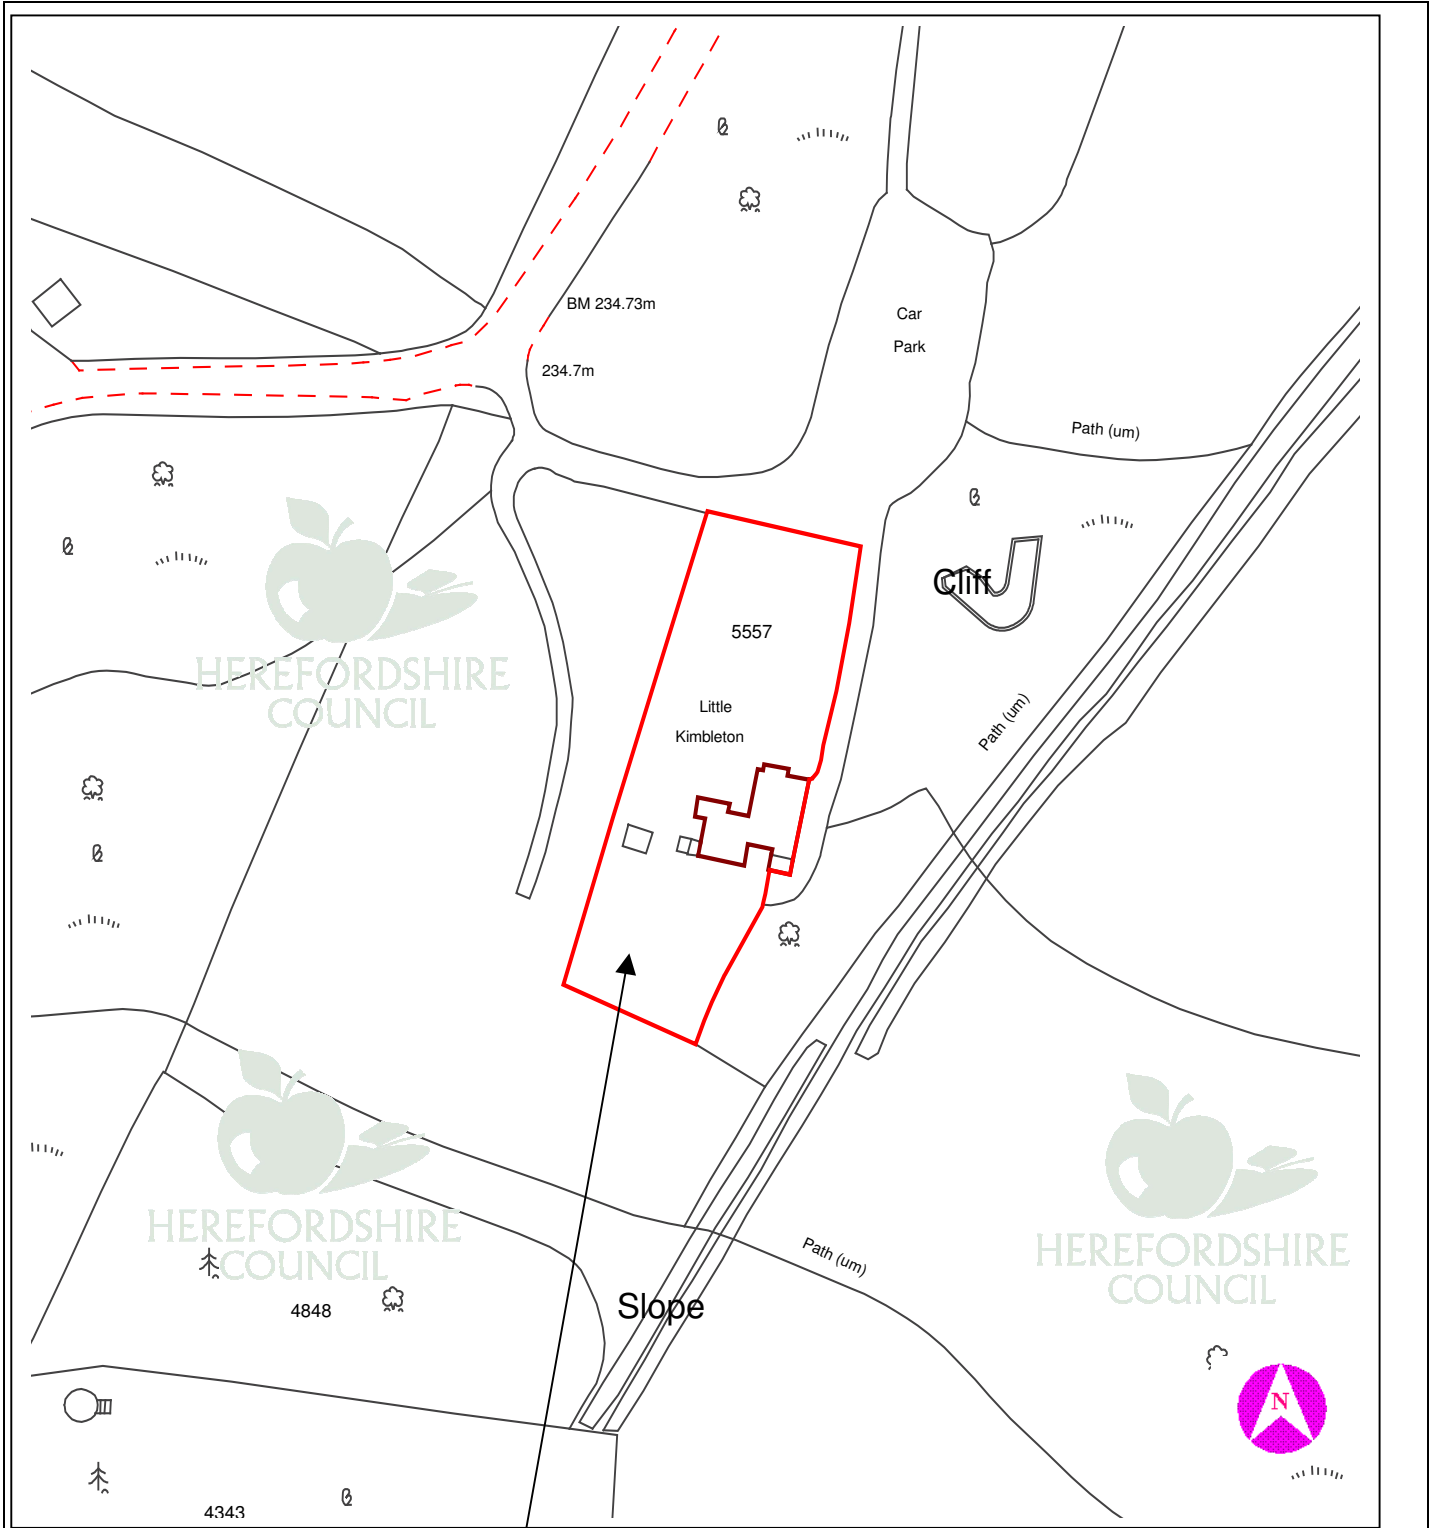 BM 234.73m
Car
Park
234.7m
Path (um)
Cliff
5557
HEREFORDSHIRE
COUNCIL
Little
Kimbleton
Path (um)
HEREFORDSHIRE
COUNCIL
Path (um)
HEREFORDSHIRE
COUNCIL
4848
Slope
N
4343